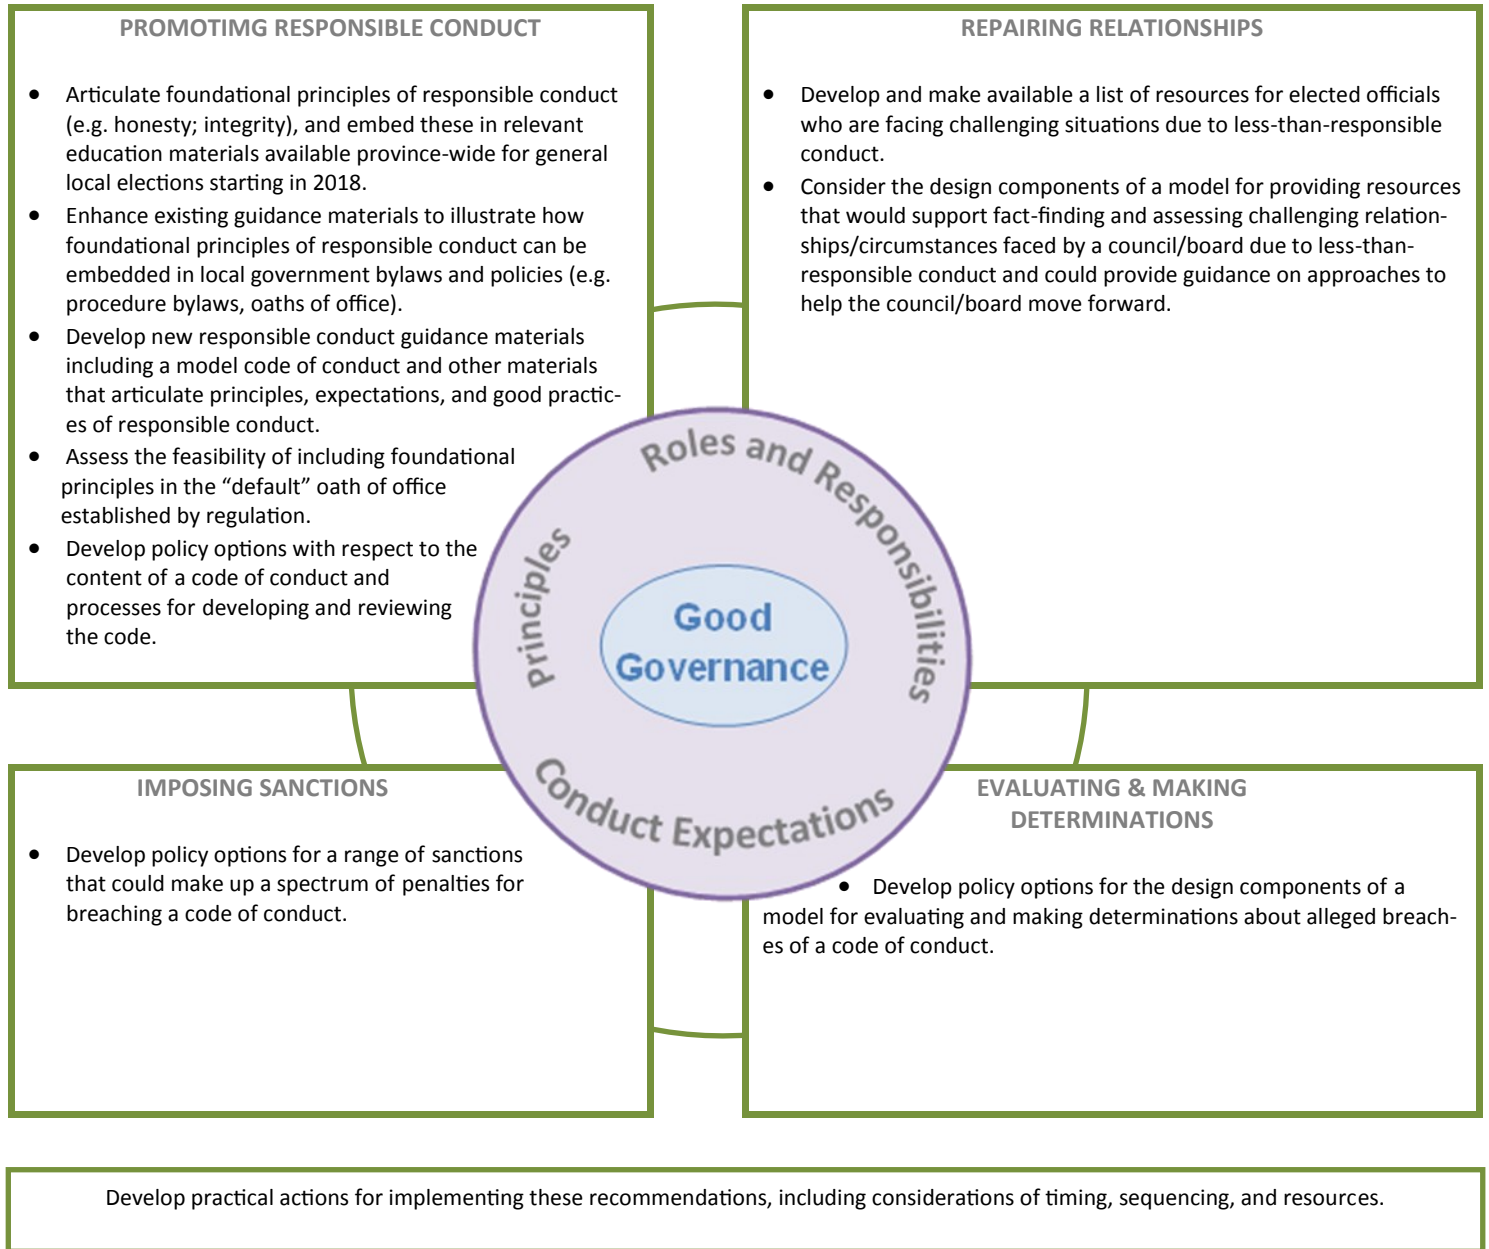 PROMOTIMG RESPONSIBLE CONDUCT
• Articulate foundational principles of responsible conduct
(e.g. honesty; integrity), and embed these in relevant
education materials available province-wide for general
local elections starting in 2018.
• Enhance existing guidance materials to illustrate how
foundational principles of responsible conduct can be
embedded in local government bylaws and policies (e.g.
procedure bylaws, oaths of office).
• Develop new responsible conduct guidance materials
including a model code of conduct and other materials
that articulate principles, expectations, and good practic-
es of responsible conduct.
• Assess the feasibility of including foundational
principles in the “default” oath of office
established by regulation.
• Develop policy options with respect to the
content of a code of conduct and
processes for developing and reviewing
the code.
REPAIRING RELATIONSHIPS
• Develop and make available a list of resources for elected officials
who are facing challenging situations due to less-than-responsible
conduct.
• Consider the design components of a model for providing resources
that would support fact-finding and assessing challenging relation-
ships/circumstances faced by a council/board due to less-than-
responsible conduct and could provide guidance on approaches to
help the council/board move forward.
Roles and Responsibilities
Principles
Good
Governance
Conduct Expectations
IMPOSING SANCTIONS
• Develop policy options for a range of sanctions
that could make up a spectrum of penalties for
breaching a code of conduct.
EVALUATING & MAKING
DETERMINATIONS
• Develop policy options for the design components of a
model for evaluating and making determinations about alleged breach-
es of a code of conduct.
Develop practical actions for implementing these recommendations, including considerations of timing, sequencing, and resources.